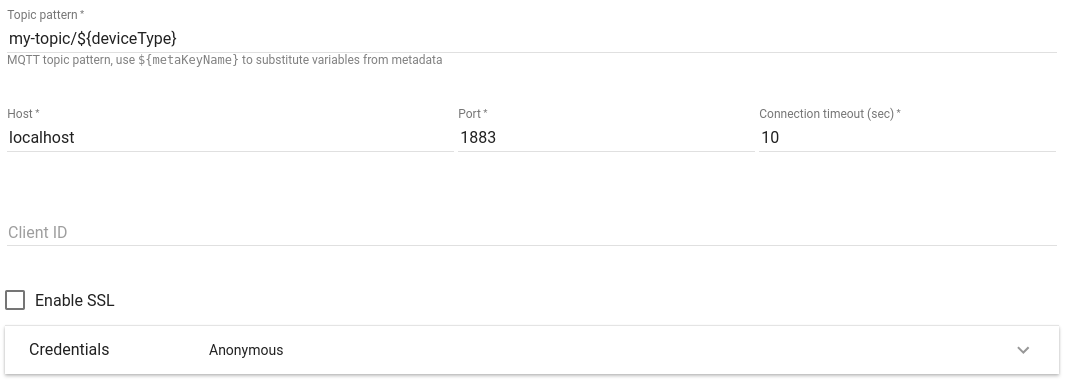 Topic pattern *
my-topic/${deviceType}
MQTT topic pattern, use ${metaKeyName} to substitute variables from metadata
Host * Port * Connection timeout (sec) *
localhost 1883 10
Client ID
Enable SSL
Credentials Anonymous